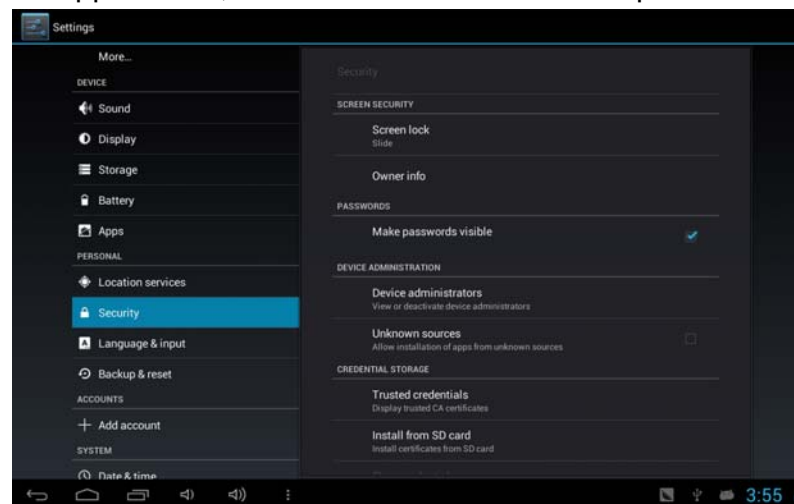 Settings
More...
DEVICE
Sound
Display
Storage
Battery
Apps
PERSONAL
Location services
Security
Language & input
Backup & reset
ACCOUNTS
Add account
SYSTEM
Date & time
Security
SCREEN SECURITY
Screen lock
Slide
Owner info
PASSWORDS
Make passwords visible
DEVICE ADMINISTRATION
Device administrators
View or deactivate device administrators
Unknown sources
Allow installation of apps from unknown sources
CREDENTIAL STORAGE
Trusted credentials
Display trusted CA certificates
Install from SD card
Install certificates from SD card
3:55